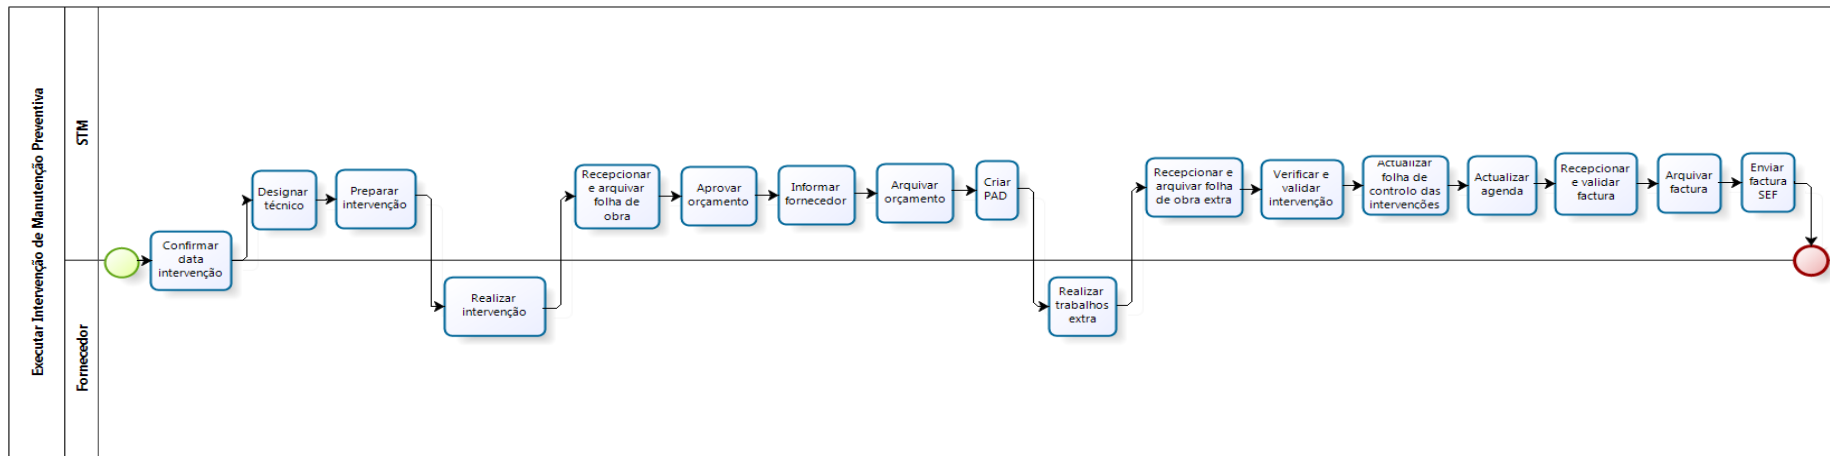 Executar Intervenção de Manutenção Preventiva
STM
Fornecedor
Confirmar
data
intervenção
Designar
técnico
Preparar
intervenção
Realizar
intervenção
Recepcionar
e arquivar
folha de
obra
Aprovar
orçamento
Informar
fornecedor
Arquivar
orçamento
Criar
PAD
Realizar
trabalhos
extra
Recepcionar e
arquivar folha
de obra extra
Verificar e
validar
intervenção
Actualizar
folha de
controlo das
intervenções
Actualizar
agenda
Recepcionar
e validar
factura
Arquivar
factura
Enviar
factura
SEF